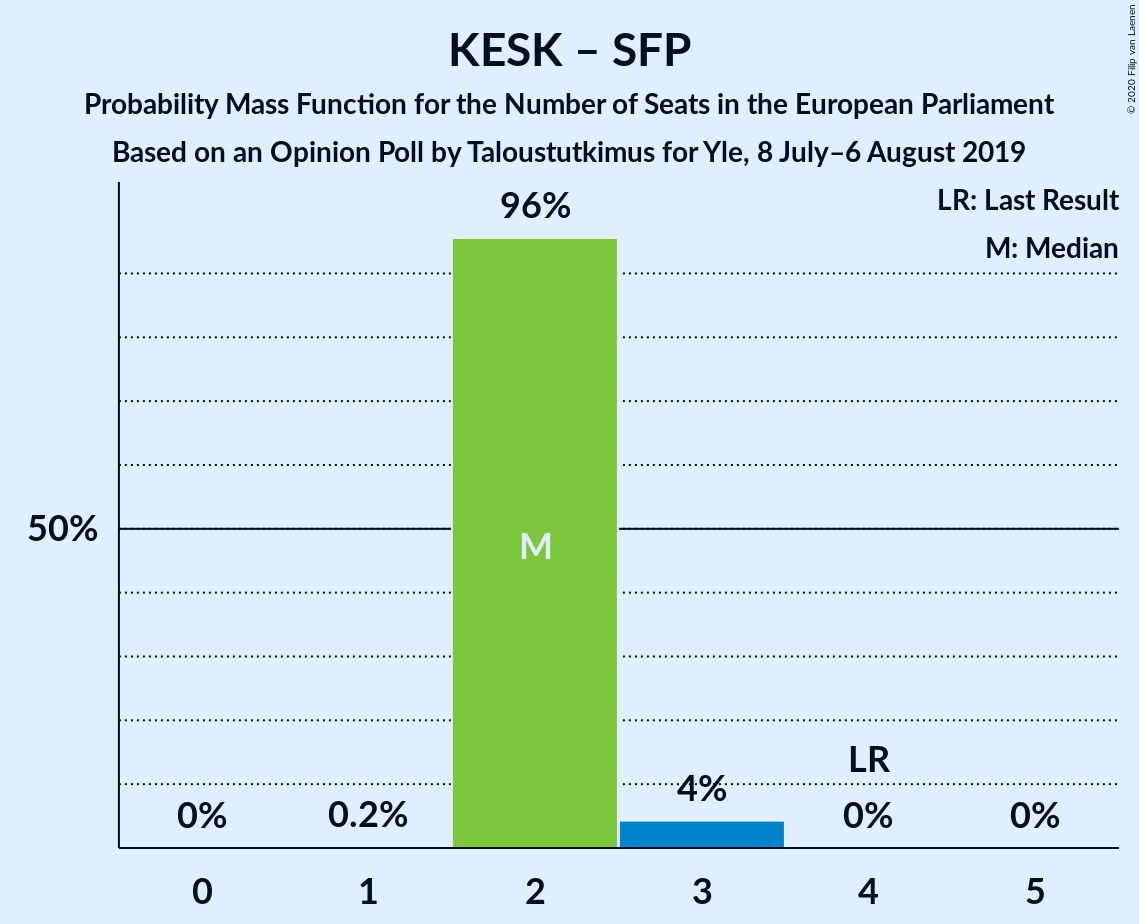 KESK – SFP
Probability Mass Function for the Number of Seats in the European Parliament
Based on an Opinion Poll by Taloustutkimus for Yle, 8 July–6 August 2019
© 2020 Filip van Laenen
LR: Last Result
M: Median
96%
50%
M
LR
4%
0%
0.2%
0%
0%
0 1 2 3 4 5